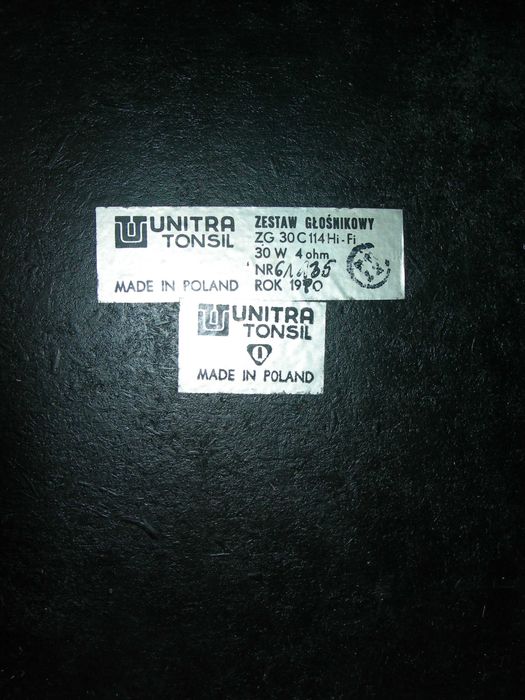 UNITRA
TONSIL
MADE IN POLAND
ZESTAW GŁOŚNIKOWY
ZG 30 C 114 Hi-Fi
30 W 4 ohm
NR
ROK
UNITRA
TONSIL
MADE IN POLAND